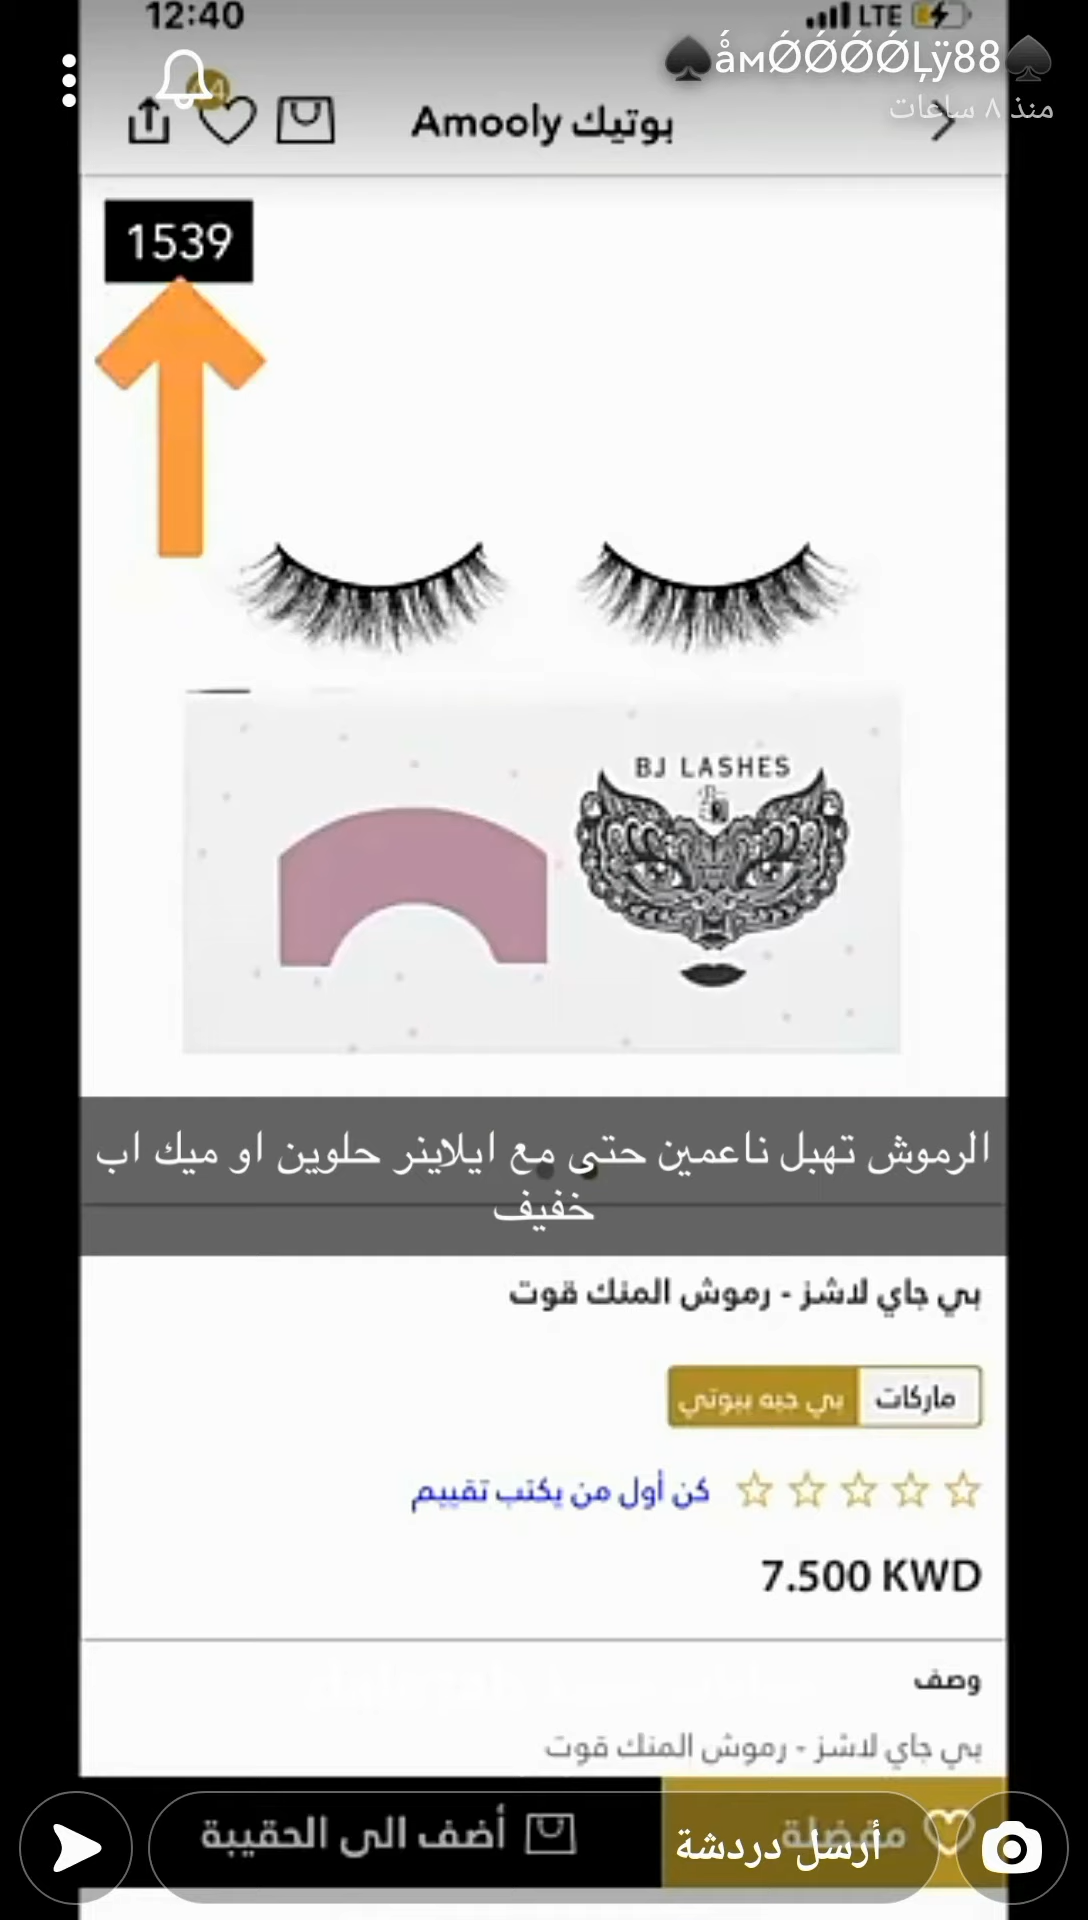 12:40
LTE
♠️åмǾǾǾǾĻÿ88♠️
منذ ٨ ساعات
بوتيك Amooly
1539
BJ LASHES
الرموش تهبل ناعمين حتى مع ايلاينر حلوين او ميك اب
خفيف
بي جاي لاشز - رموش المنك قوت
ماركات
بي جيه بيوتي
كن أول من يكتب تقييم
7.500 KWD
وصف
بي جاي لاشز - رموش المنك قوت
مفضلة
أضف الى الحقيبة
أرسل دردشة